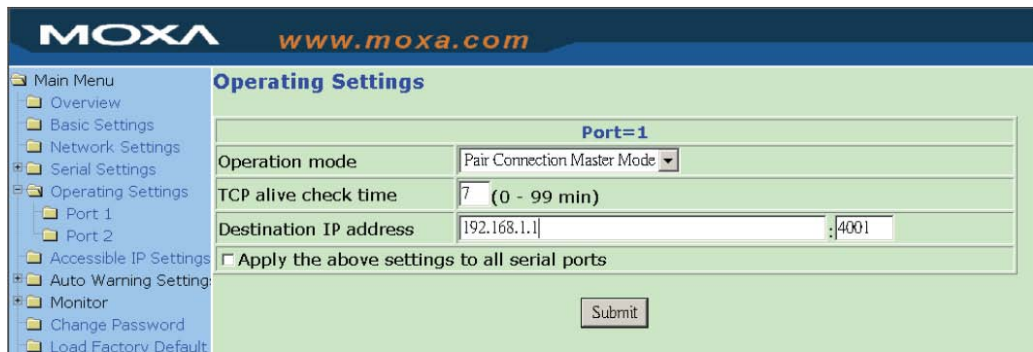 MOXA www.moxa.com
Main Menu
Overview
Basic Settings
Network Settings
Serial Settings
Operating Settings
Port 1
Port 2
Accessible IP Settings
Auto Warning Setting
Monitor
Change Password
Load Factory Default
Operating Settings
Port=1
Operation mode Pair Connection Master Mode
TCP alive check time 7 (0 - 99 min)
Destination IP address 192.168.1.1 : 4001
Apply the above settings to all serial ports
Submit